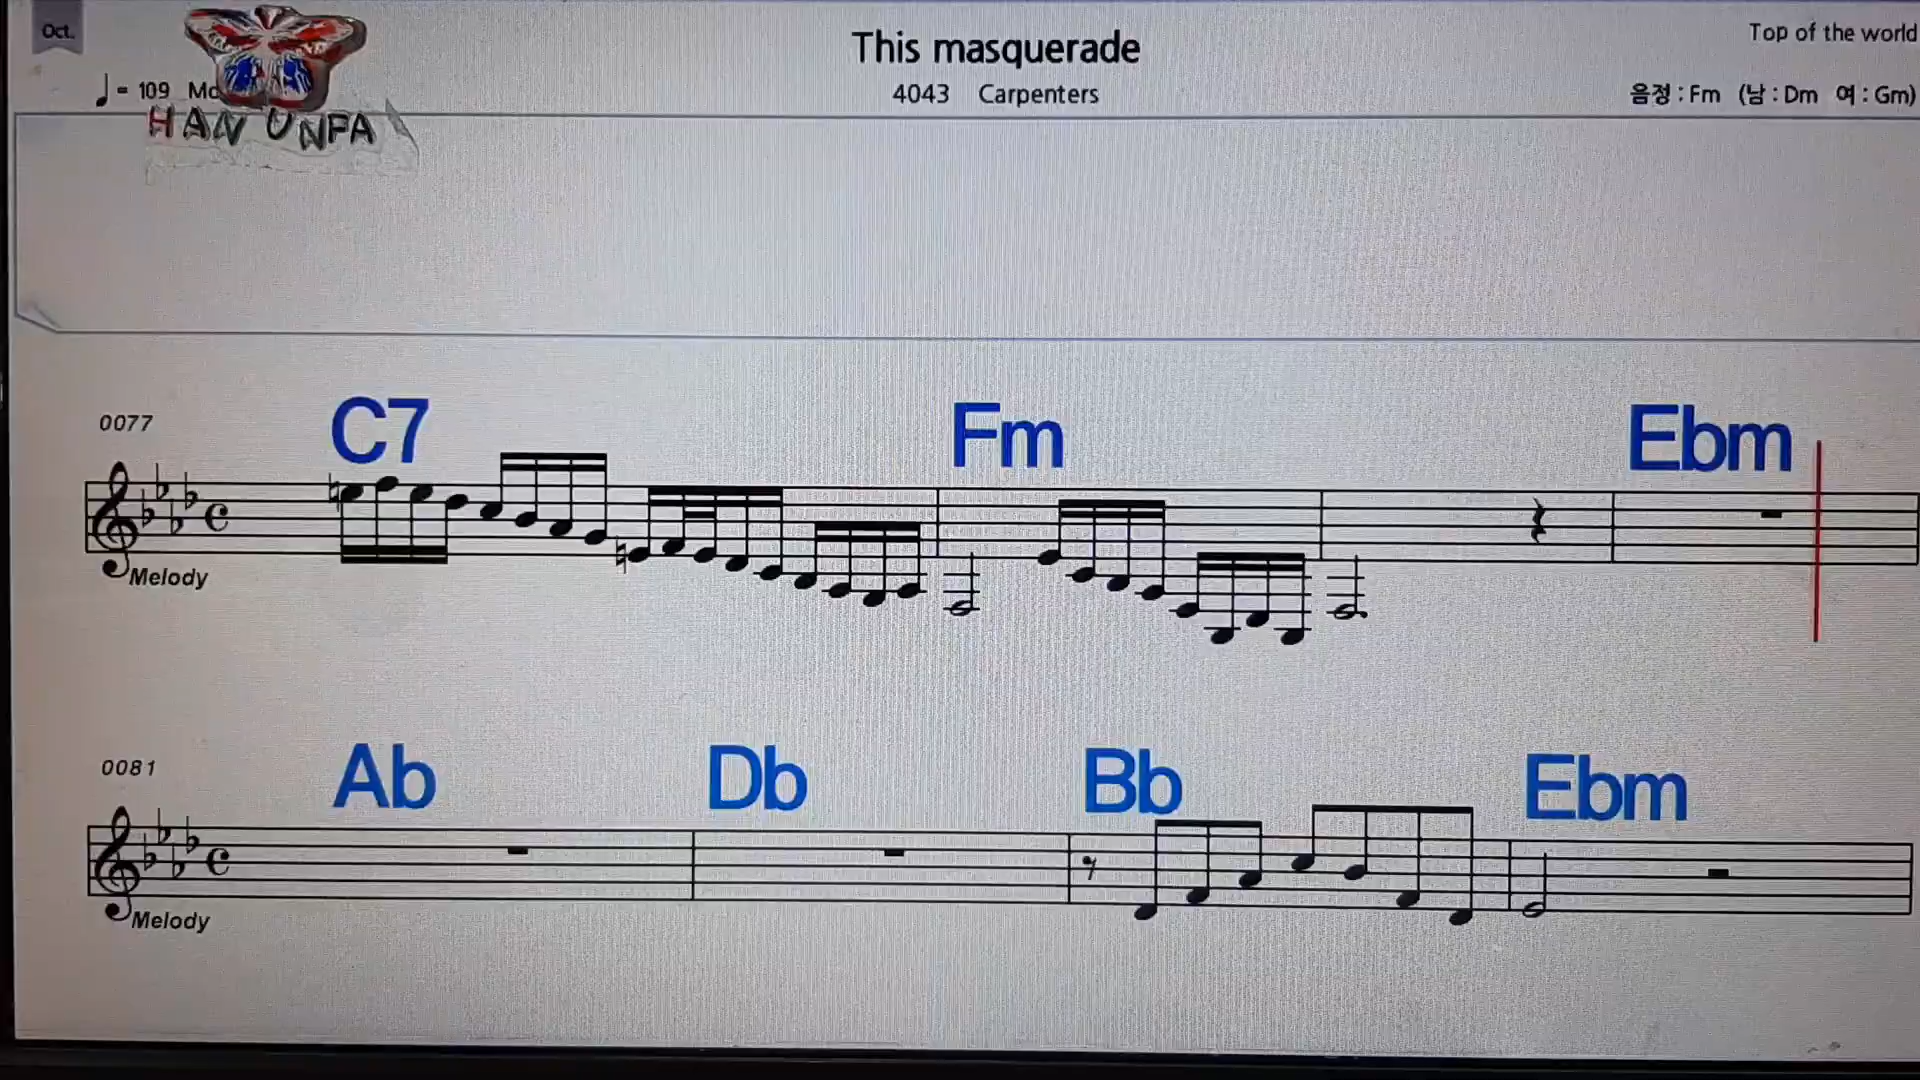 Oct.
This masquerade
Top of the world
= 109
4043 Carpenters
음정 : Fm (남 : Dm 여 : Gm)
HAN UNPA
0077
C7 Fm Ebm
Melody
0081
Ab Db Bb Ebm
Melody